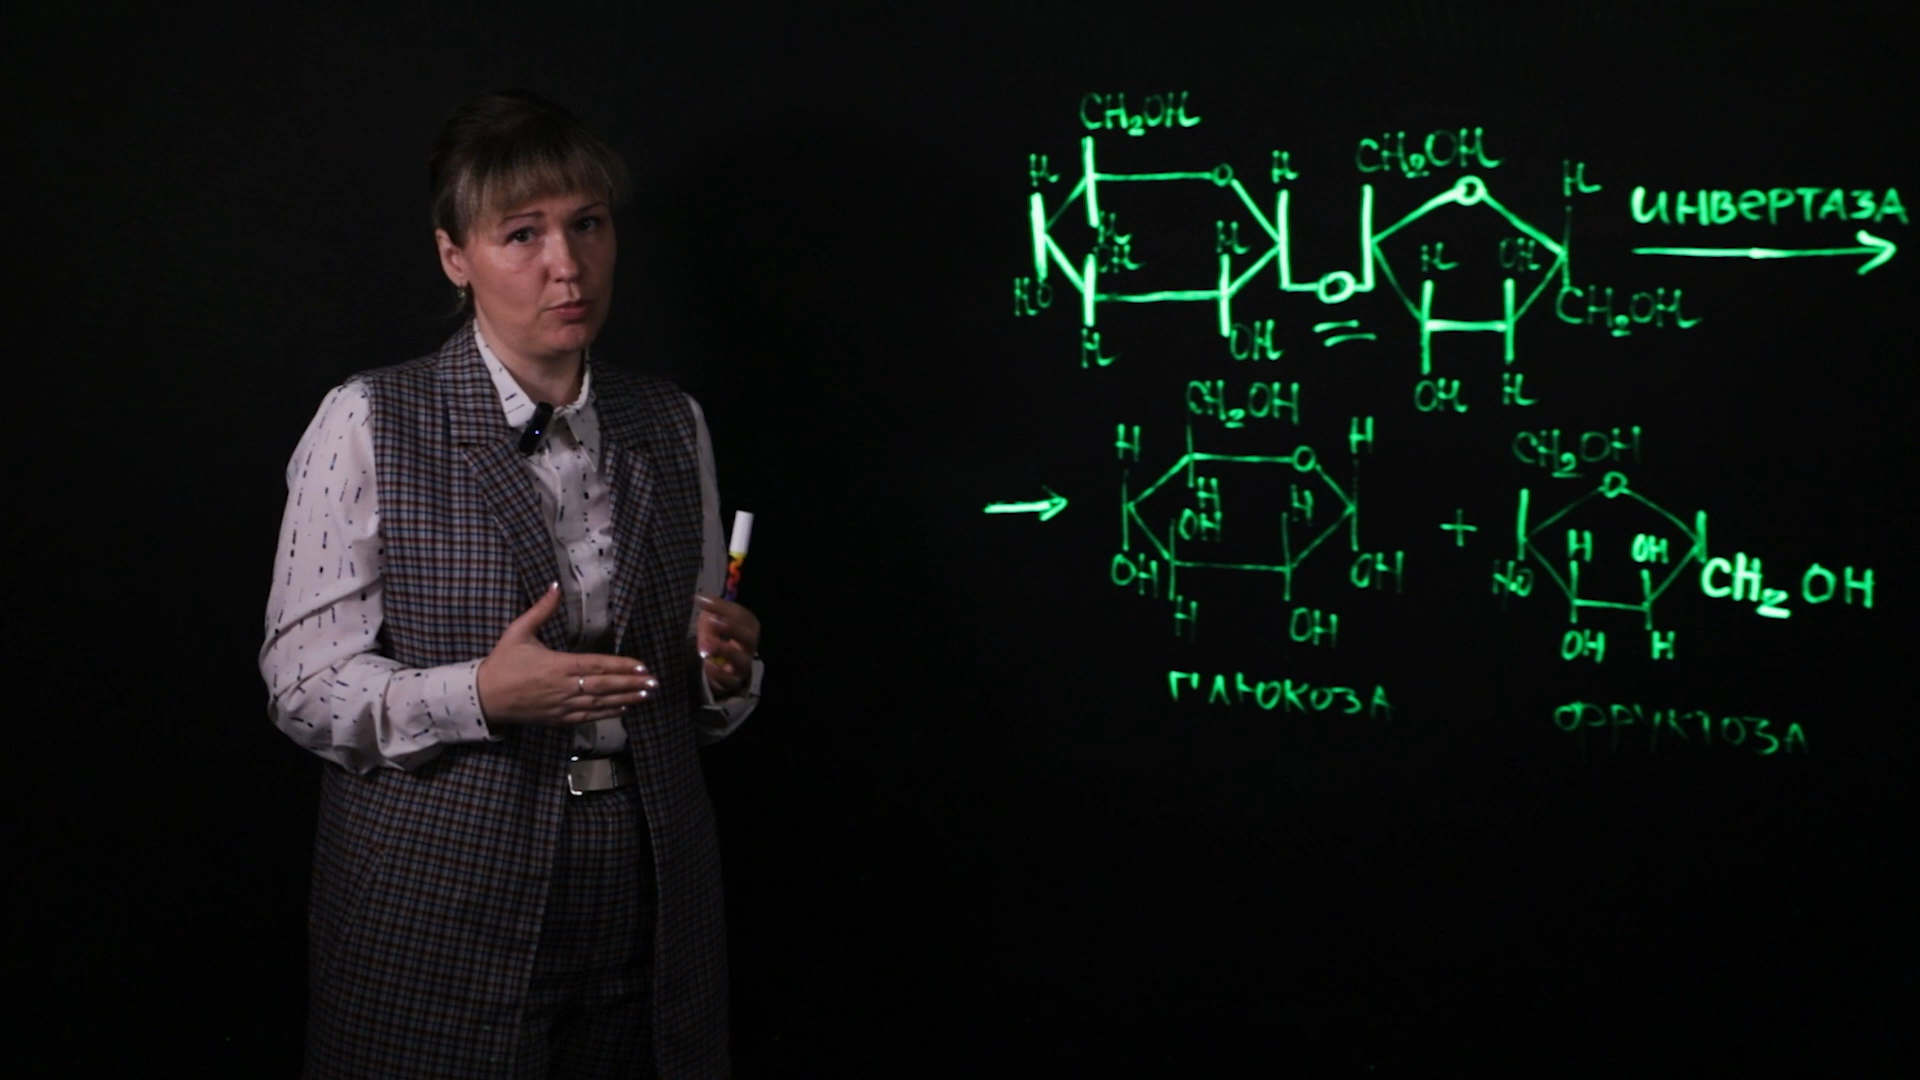 CH₂OH CH₂OH
H O H O H ИНВЕРТАЗА
H H H OH
OH
HO O CH₂OH
H OH OH H
CH₂OH CH₂OH
H O H O
H H
OH H OH
+
OH OH HO CH₂OH
H OH OH H
ГЛЮКОЗА ФРУКТОЗА